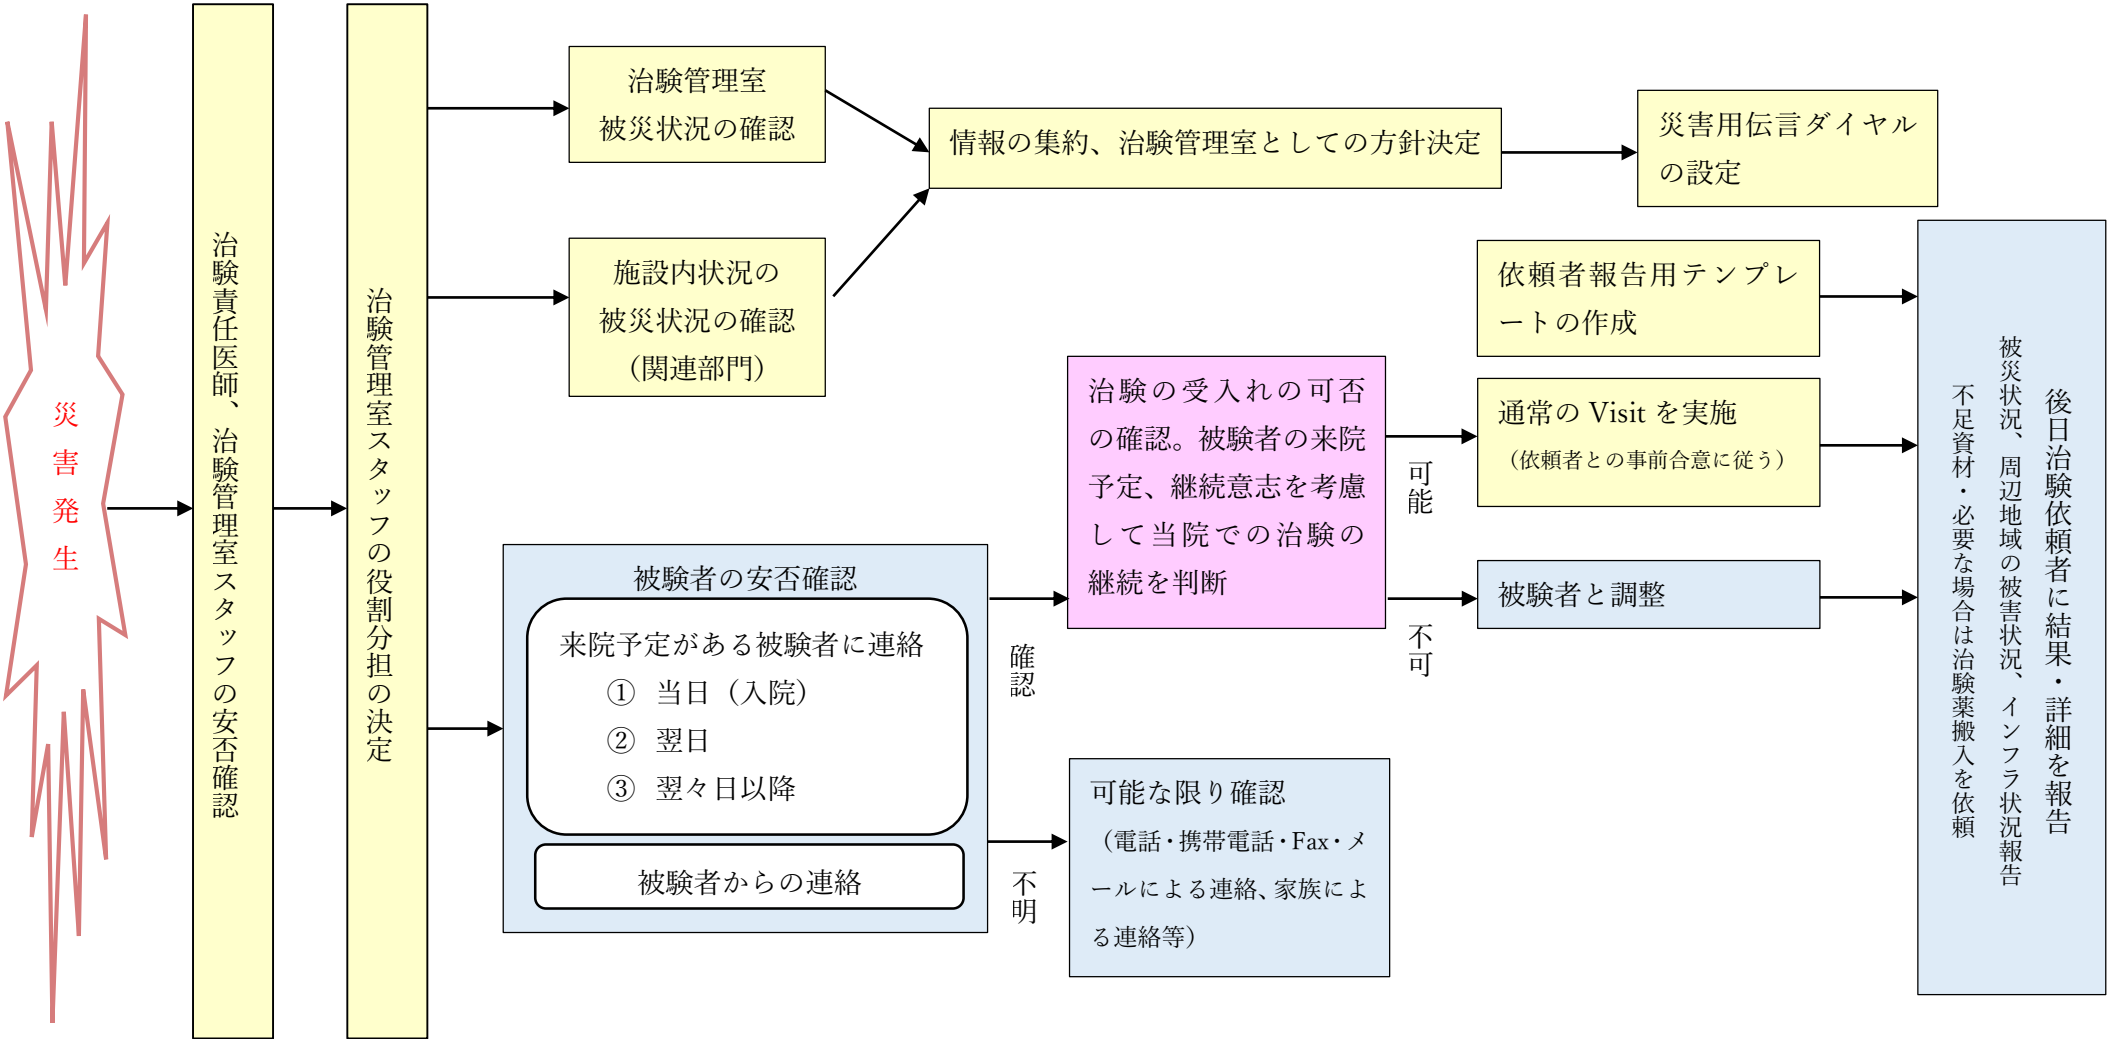 災害発生
治験責任医師、治験管理室スタッフの安否確認
治験管理室スタッフの役割分担の決定
治験管理室
被災状況の確認
施設内状況の
被災状況の確認
（関連部門）
情報の集約、治験管理室としての方針決定
災害用伝言ダイヤル
の設定
被験者の安否確認
来院予定がある被験者に連絡
① 当日（入院）
② 翌日
③ 翌々日以降
被験者からの連絡
確認
不明
治験の受入れの可否
の確認。被験者の来院
予定、継続意志を考慮
して当院での治験の
継続を判断
可能な限り確認
（電話・携帯電話・Fax・メ
ールによる連絡、家族によ
る連絡等）
可能
不可
依頼者報告用テンプレ
ートの作成
通常の Visit を実施
（依頼者との事前合意に従う）
被験者と調整
後日治験依頼者に結果・詳細を報告
被災状況、周辺地域の被害状況、インフラ状況報告
不足資材・必要な場合は治験薬搬入を依頼